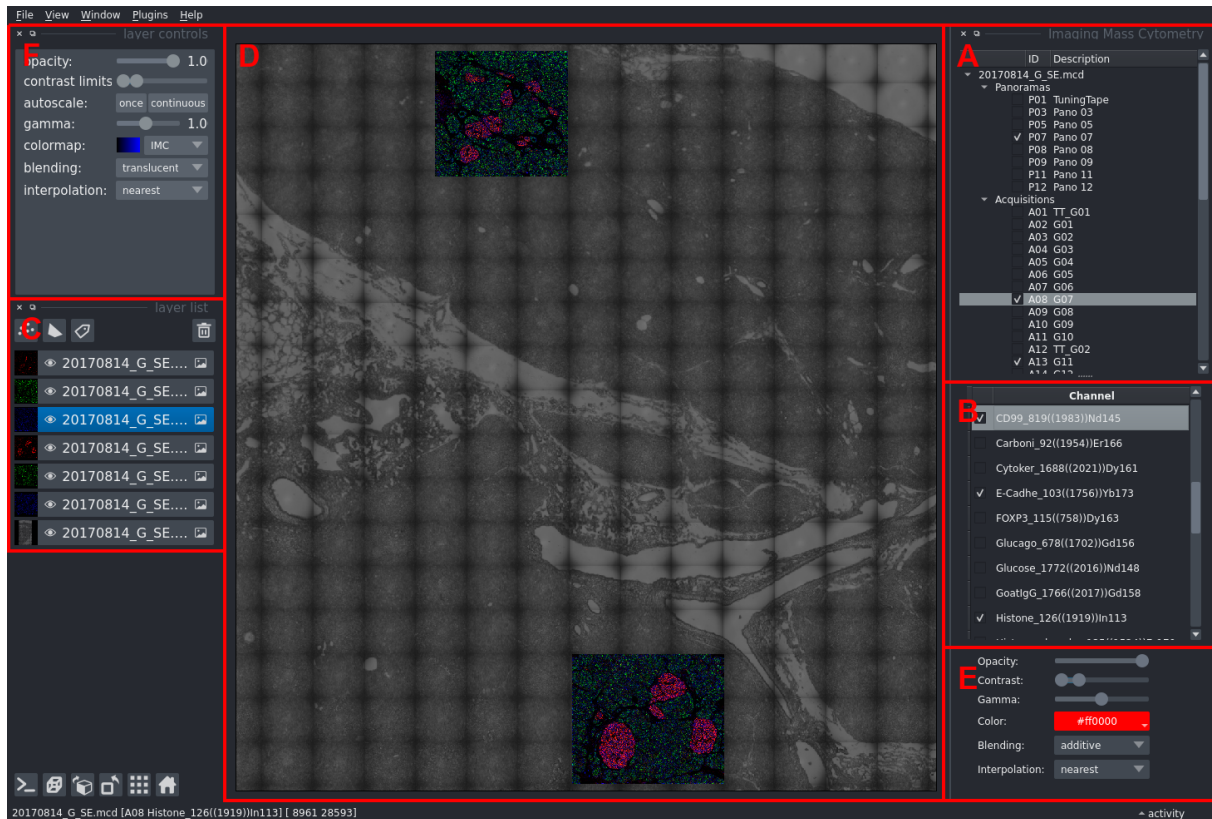 File View Window Plugins Help
F
layer controls
opacity: 1.0
contrast limits
autoscale: once continuous
gamma: 1.0
colormap: IMC
blending: translucent
interpolation: nearest
layer list
C
20170814_G_SE....
20170814_G_SE....
20170814_G_SE....
20170814_G_SE....
20170814_G_SE....
20170814_G_SE....
20170814_G_SE....
D
Imaging Mass Cytometry
A
ID Description
20170814_G_SE.mcd
Panoramas
P01 TuningTape
P03 Pano 03
P05 Pano 05
P07 Pano 07
P08 Pano 08
P09 Pano 09
P11 Pano 11
P12 Pano 12
Acquisitions
A01 TT_G01
A02 G01
A03 G02
A04 G03
A05 G04
A06 G05
A07 G06
A08 G07
A09 G08
A10 G09
A11 G10
A12 TT_G02
A13 G11
A14 G12
B
Channel
CD99_819((1983))Nd145
Carboni_92((1954))Er166
Cytoker_1688((2021))Dy161
E-Cadhe_103((1756))Yb173
FOXP3_115((758))Dy163
Glucago_678((1702))Gd156
Glucose_1772((2016))Nd148
GoatIgG_1766((2017))Gd158
Histone_126((1919))In113
E
Opacity:
Contrast:
Gamma:
Color: #ff0000
Blending: additive
Interpolation: nearest
20170814_G_SE.mcd [A08 Histone_126((1919))In113] [ 8961 28593]
activity